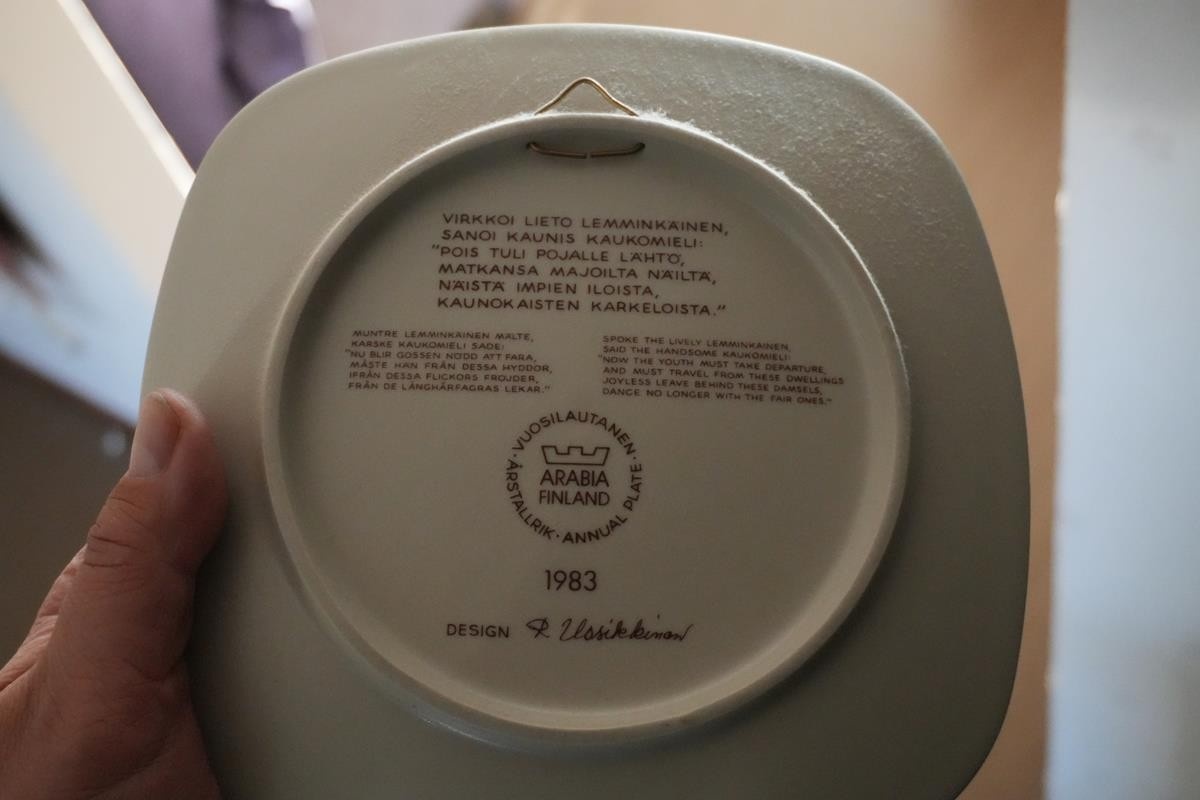 VIRKKOI LIETO LEMMINKÄINEN,
SANOI KAUNIS KAUKOMIELI:
"POIS TULI POJALLE LÄHTÖ,
MATKANSA MAJOILTA NÄILTÄ,
NÄISTÄ IMPIEN ILOISTA,
KAUNOKAISTEN KARKELOISTA."
MUNTRE LEMMINKÄINEN MÄLTE,
KARSKE KAUKOMIELI SADE:
"NU BLIR GOSSEN NÖDD ATT FARA,
MÅSTE HÄN FRÅN DESSA HYDDOR,
IFRÅN DESSA FLICKORS FRÖJDER,
FRÅN DE LÅNGHÅRFAGRAS LEKAR."
SPOKE THE LIVELY LEMMINKAINEN,
SAID THE HANDSOME KAUKOMIELI:
"NOW THE YOUTH MUST TAKE DEPARTURE,
AND MUST TRAVEL FROM THESE DWELLINGS
JOYLESS LEAVE BEHIND THESE DAMSELS,
DANCE NO LONGER WITH THE FAIR ONES."
· VUOSILAUTANEN ·
ARABIA
FINLAND
ÅRSTALLRIK · ANNUAL PLATE
1983
DESIGN R Uosikkinen